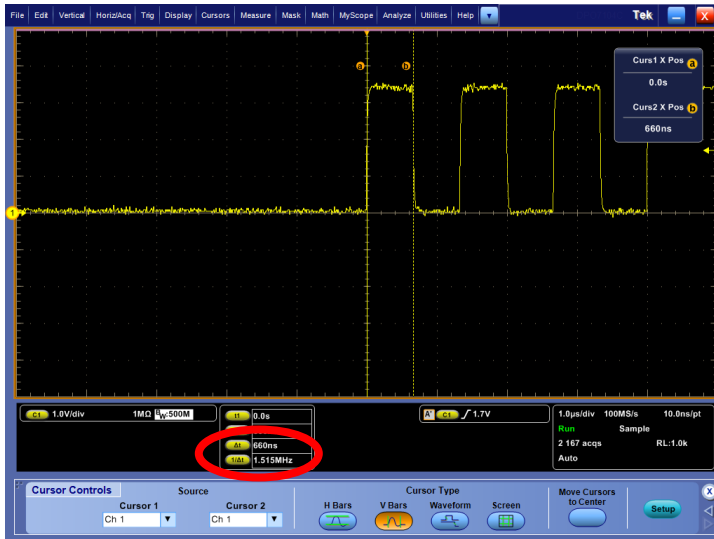 File Edit Vertical Horiz/Acq Trig Display Cursors Measure Mask Math MyScope Analyze Utilities Help Tek X
a b
Curs1 X Pos a
0.0s
Curs2 X Pos b
660ns
1
C1 1.0V/div 1MΩ BW:500M
t1 0.0s
Δt 660ns
1/Δt 1.515MHz
A' C1 1.7V
1.0µs/div 100MS/s 10.0ns/pt
Run Sample
2 167 acqs RL:1.0k
Auto
Cursor Controls
Source
Cursor 1 Cursor 2
Ch 1 Ch 1
Cursor Type
H Bars V Bars Waveform Screen
Move Cursors
to Center
Setup
X